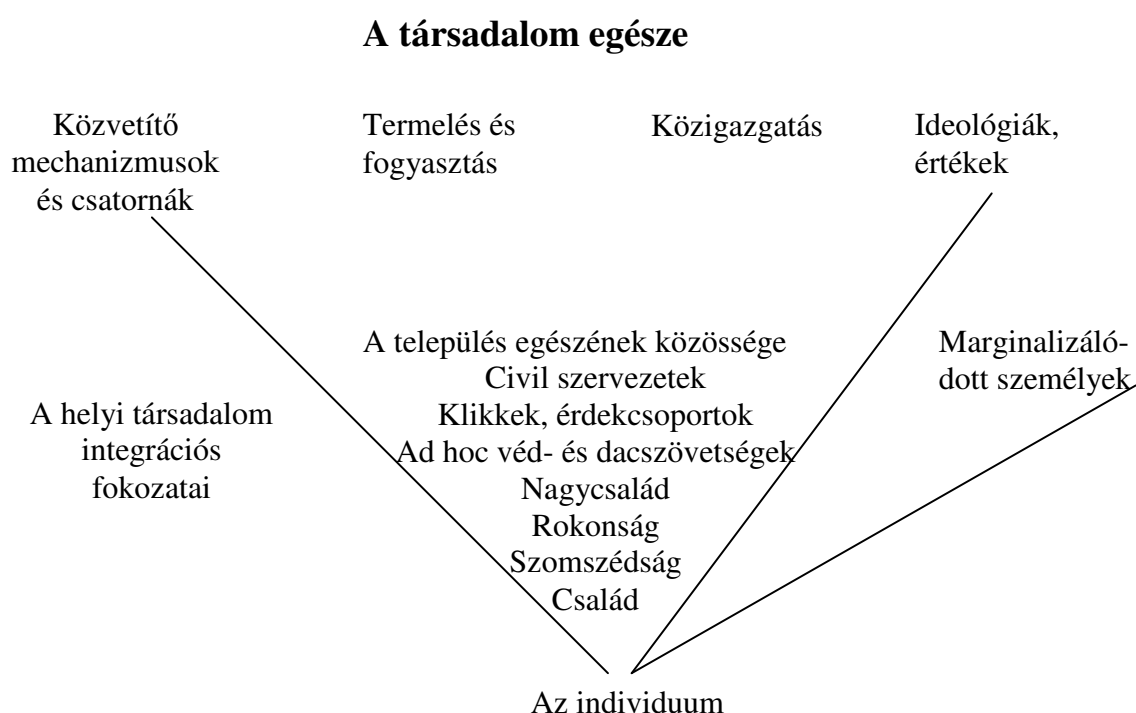 A társadalom egésze
Közvetítő
mechanizmusok
és csatornák
Termelés és
fogyasztás
Közigazgatás
Ideológiák,
értékek
A helyi társadalom
integrációs
fokozatai
A település egészének közössége
Civil szervezetek
Klikkek, érdekcsoportok
Ad hoc véd- és dacszövetségek
Nagycsalád
Rokonság
Szomszédság
Család
Marginalizáló-
dott személyek
Az individuum